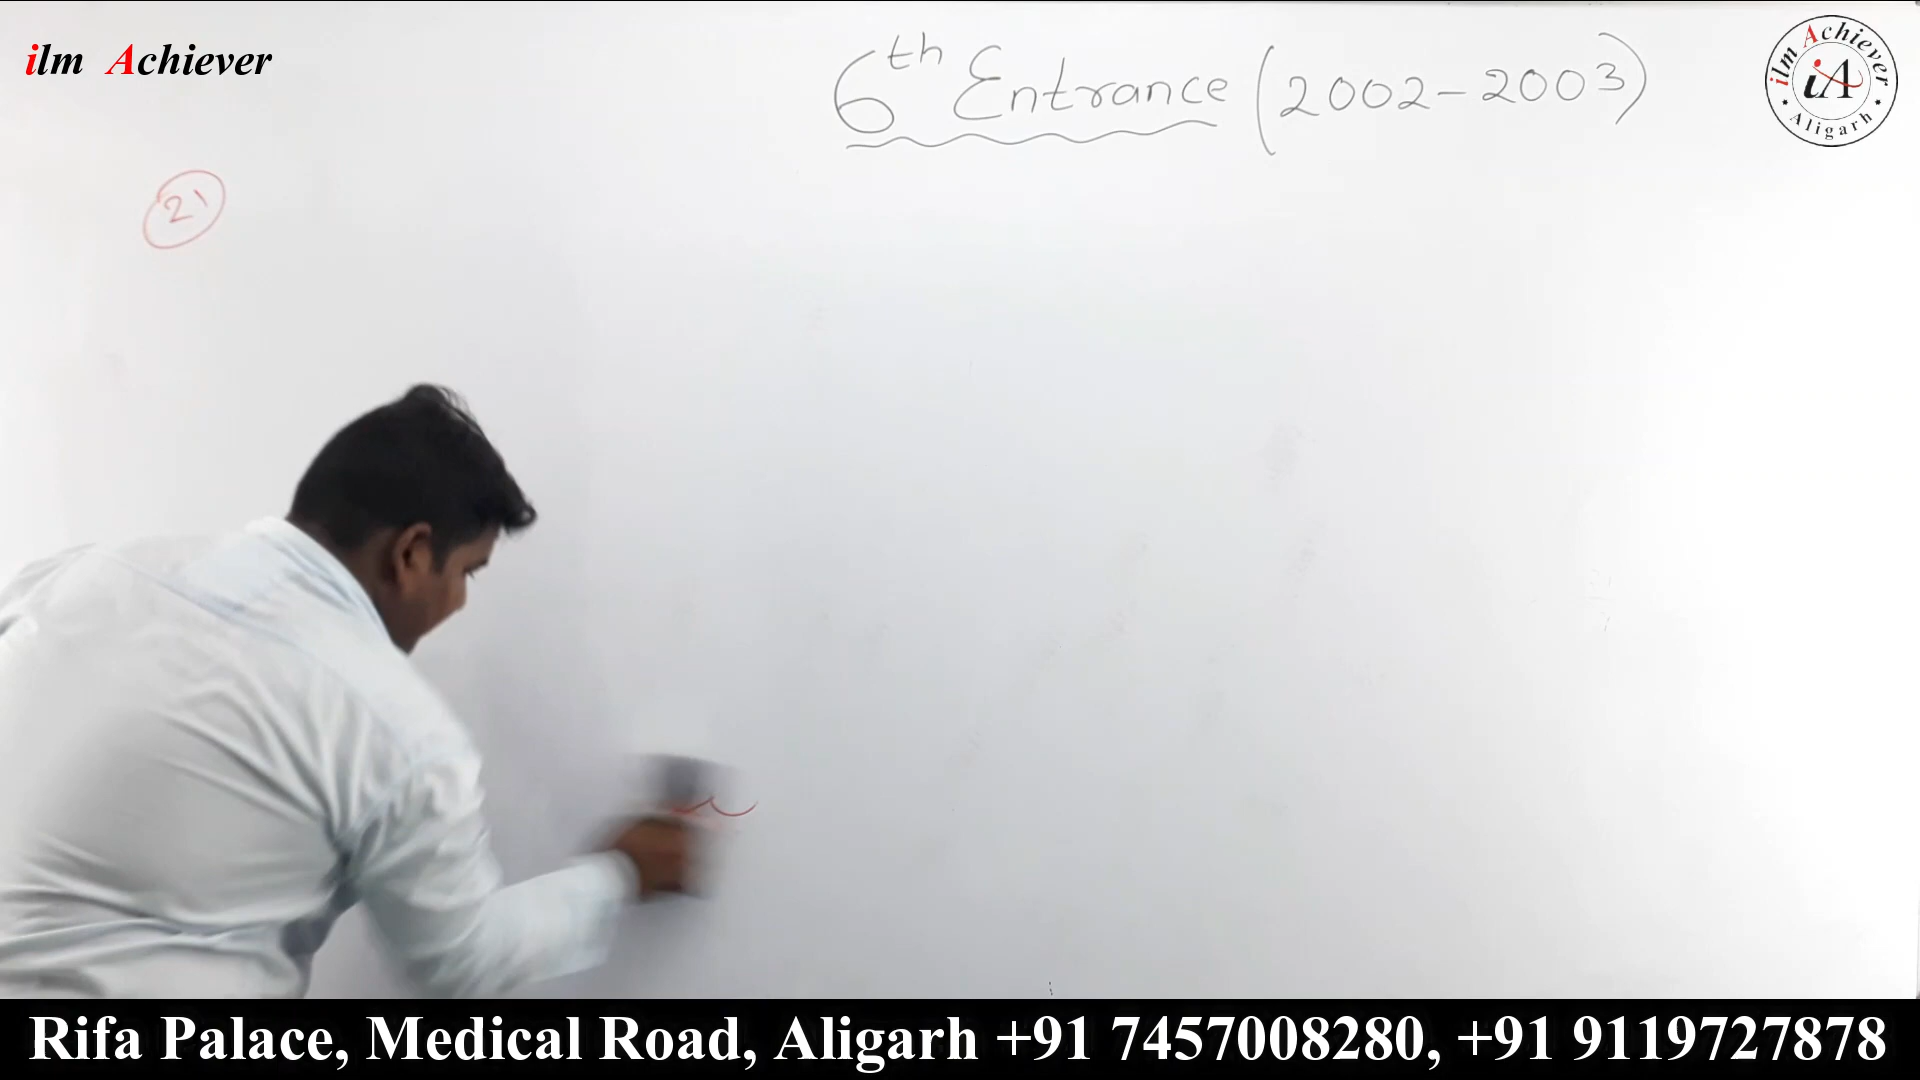 ilm Achiever
6th Entrance (2002-2003)
ilm Achiever
iA
Aligarh
21
Rifa Palace, Medical Road, Aligarh +91 7457008280, +91 9119727878